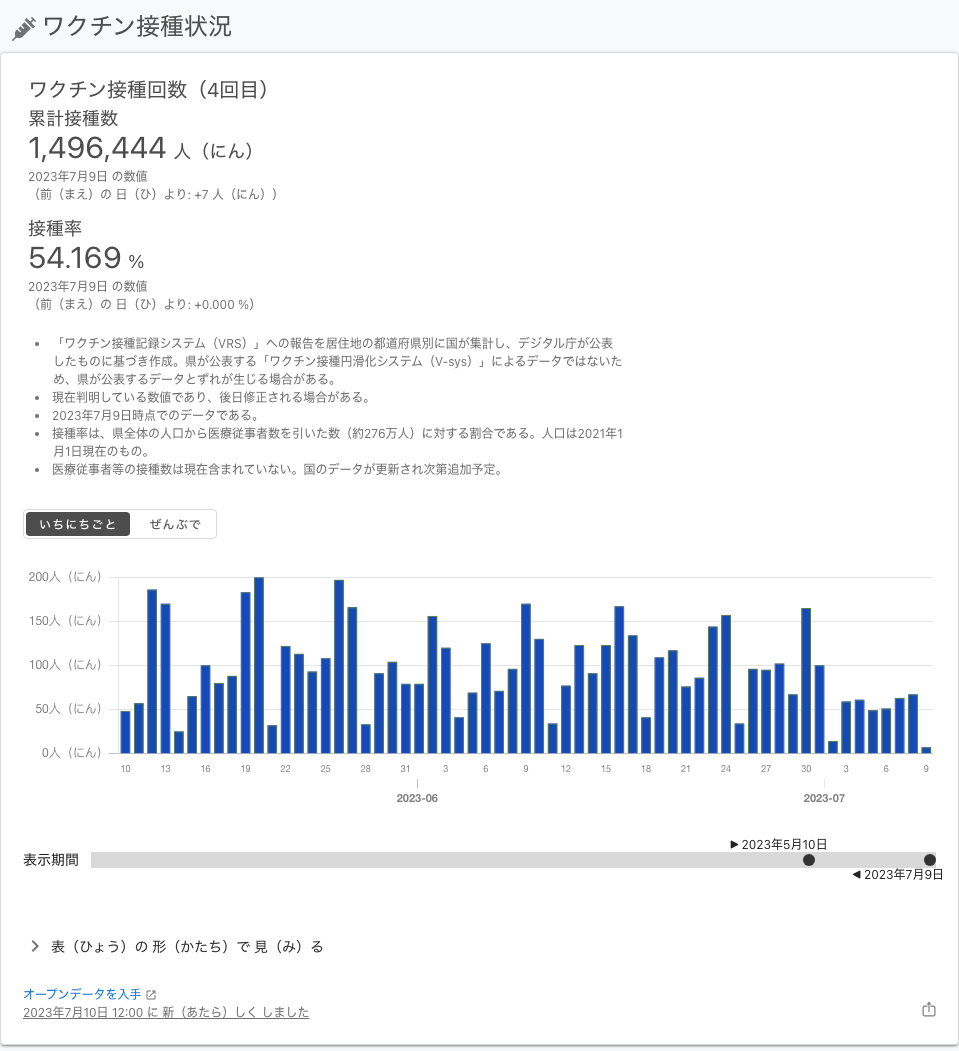 ワクチン接種状況
ワクチン接種回数（4回目）
累計接種数
1,496,444 人（にん）
2023年7月9日 の数値
（前（まえ）の 日（ひ）より: +7 人（にん））
接種率
54.169 %
2023年7月9日 の数値
（前（まえ）の 日（ひ）より: +0.000 %）
• 「ワクチン接種記録システム（VRS）」への報告を居住地の都道府県別に国が集計し、デジタル庁が公表
したものに基づき作成。県が公表する「ワクチン接種円滑化システム（V-sys）」によるデータではないた
め、県が公表するデータとずれが生じる場合がある。
• 現在判明している数値であり、後日修正される場合がある。
• 2023年7月9日時点でのデータである。
• 接種率は、県全体の人口から医療従事者数を引いた数（約276万人）に対する割合である。人口は2021年1
月1日現在のもの。
• 医療従事者等の接種数は現在含まれていない。国のデータが更新され次第追加予定。
いちにちごと ぜんぶで
200人（にん）
150人（にん）
100人（にん）
50人（にん）
0人（にん）
10 13 16 19 22 25 28 31 3 6 9 12 15 18 21 24 27 30 3 6 9
2023-06 2023-07
▶ 2023年5月10日
表示期間
◀ 2023年7月9日
表（ひょう）の 形（かたち）で 見（み）る
オープンデータを入手
2023年7月10日 12:00 に 新（あたら）しく しました